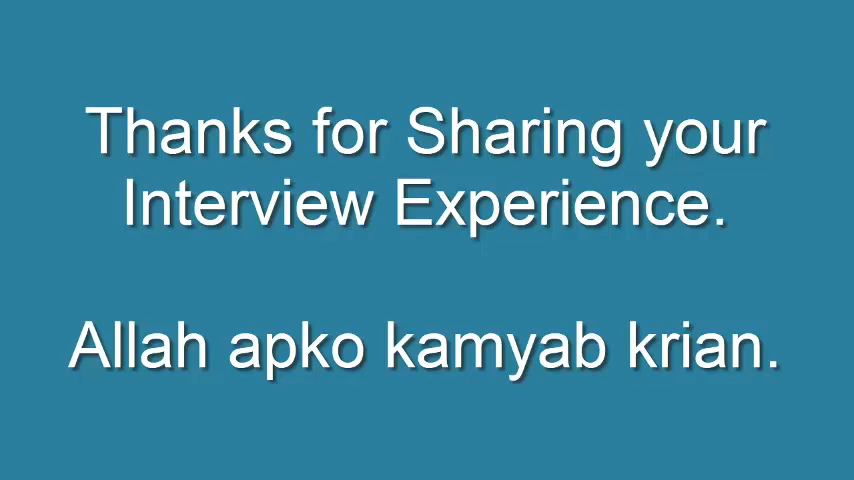 Thanks for Sharing your
Interview Experience.
Allah apko kamyab krian.